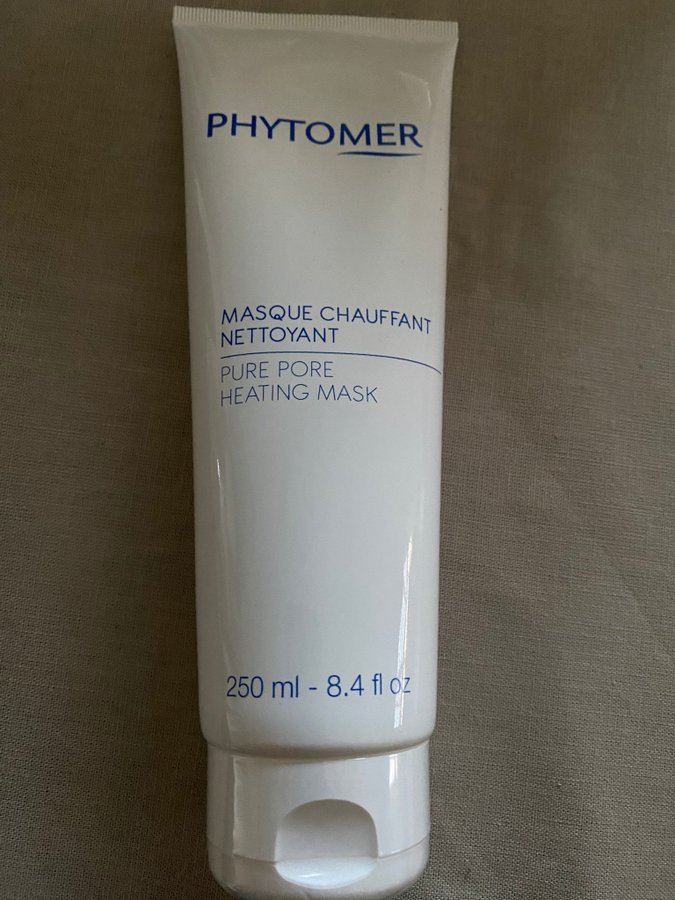 PHYTOMER
MASQUE CHAUFFANT
NETTOYANT
PURE PORE
HEATING MASK
250 ml - 8.4 fl oz